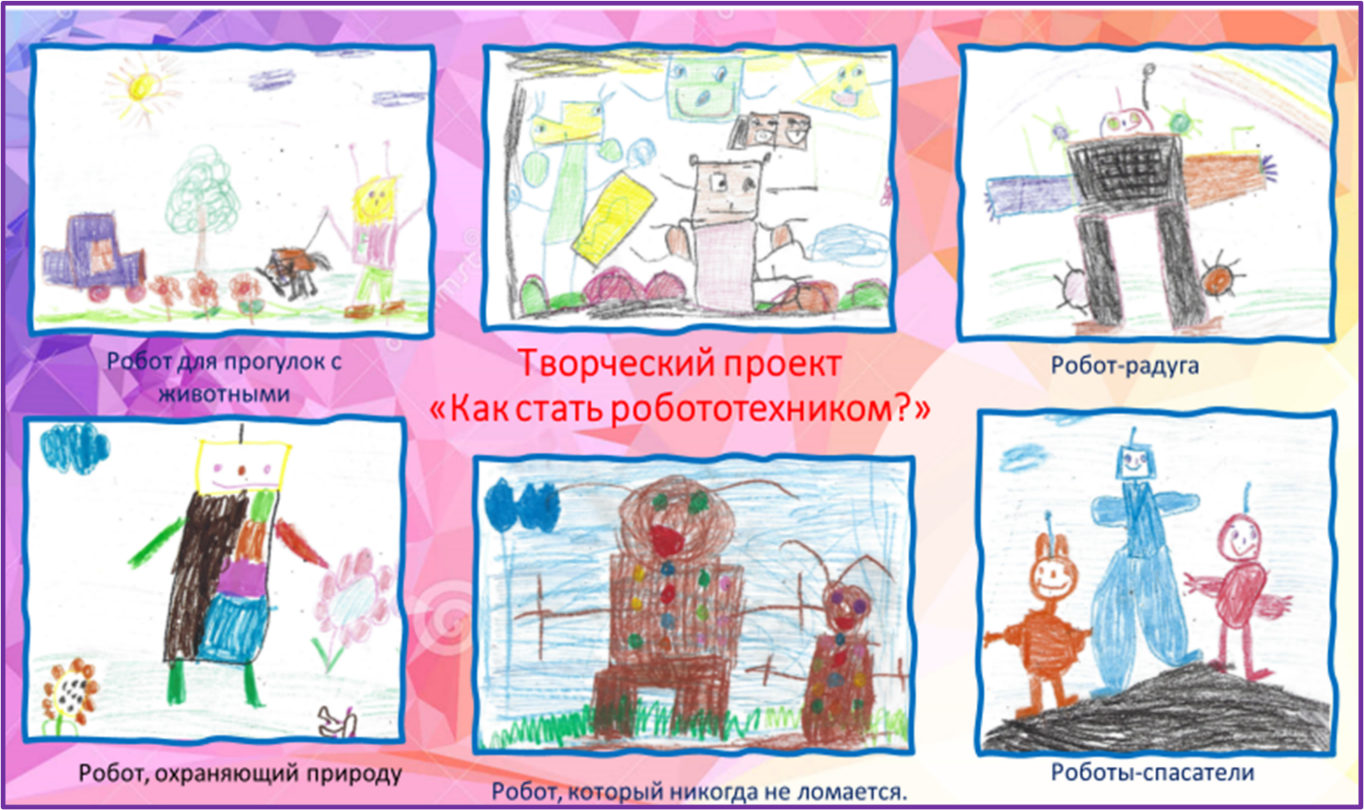 Робот для прогулок с
животными
Творческий проект
«Как стать робототехником?»
Робот-радуга
Робот, охраняющий природу
Робот, который никогда не ломается.
Роботы-спасатели